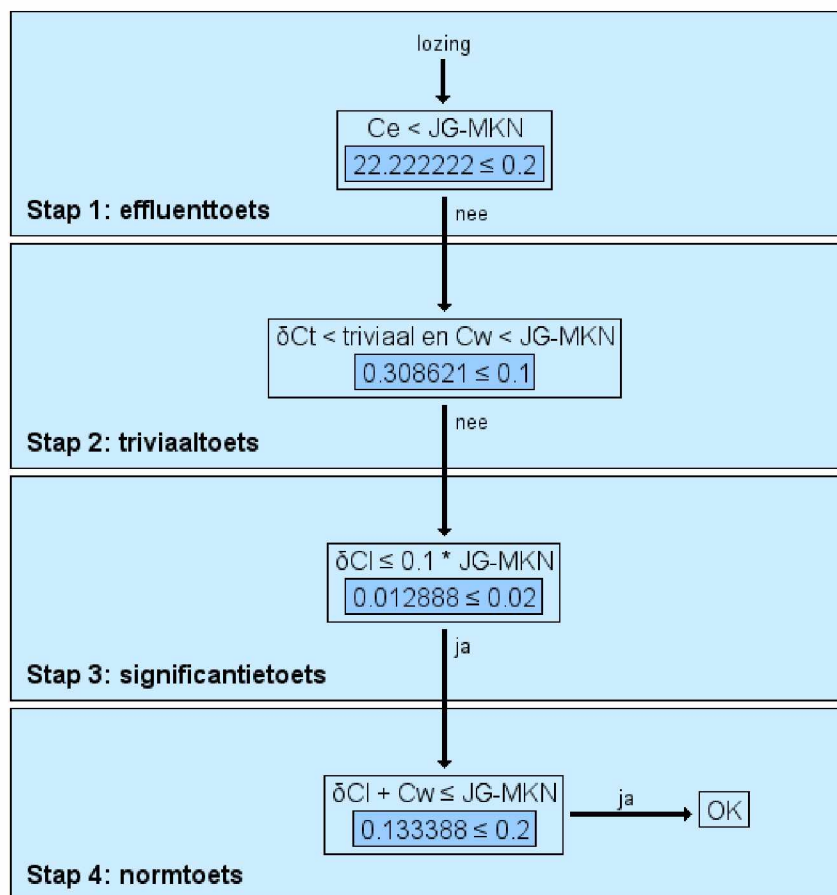 lozing
Ce < JG-MKN
22.222222 ≤ 0.2
Stap 1: effluenttoets
nee
δCt < triviaal en Cw < JG-MKN
0.308621 ≤ 0.1
Stap 2: triviaaltoets
nee
δCl ≤ 0.1 * JG-MKN
0.012888 ≤ 0.02
Stap 3: significantietoets
ja
δCl + Cw ≤ JG-MKN
0.133388 ≤ 0.2
ja
OK
Stap 4: normtoets